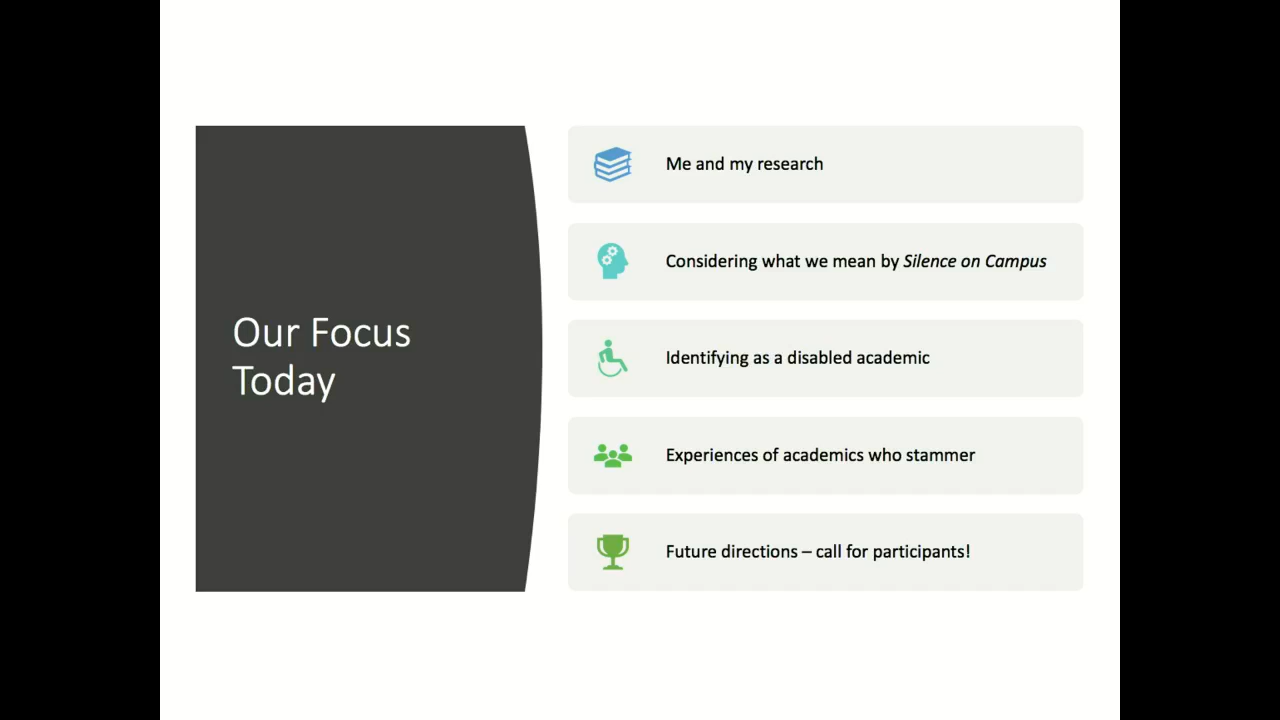 Our Focus
Today
Me and my research
Considering what we mean by Silence on Campus
Identifying as a disabled academic
Experiences of academics who stammer
Future directions – call for participants!